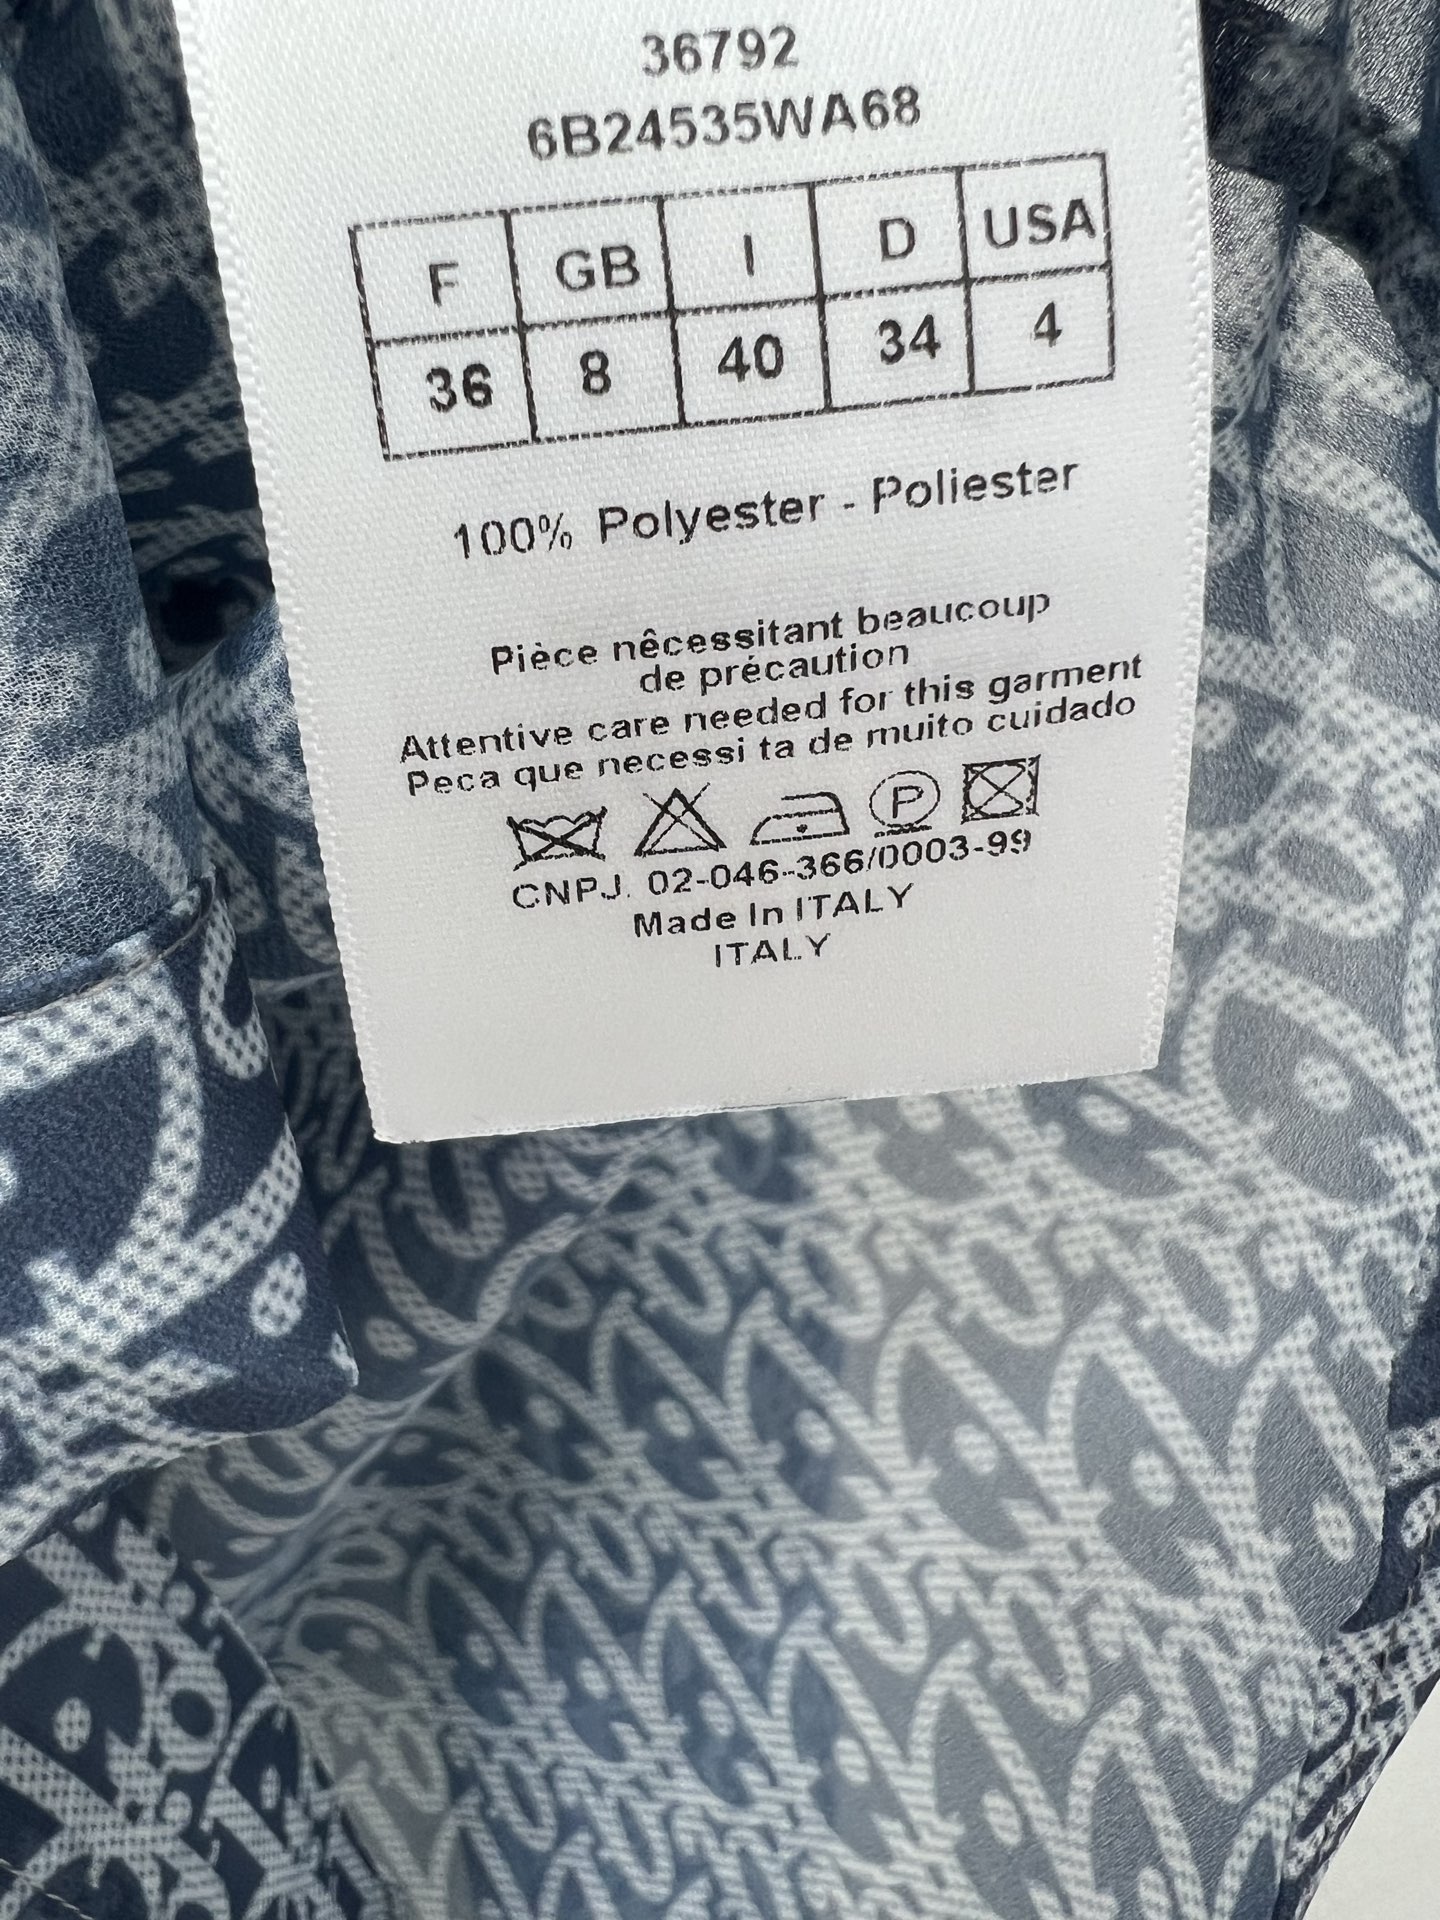 36792
6B24535WA68
F GB I D USA
36 8 40 34 4
100% Polyester - Poliester
Pièce nêcessitant beaucoup
de précaution
Attentive care needed for this garment
Peca que necessi ta de muito cuidado
P
CNPJ. 02-046-366/0003-99
Made In ITALY
ITALY